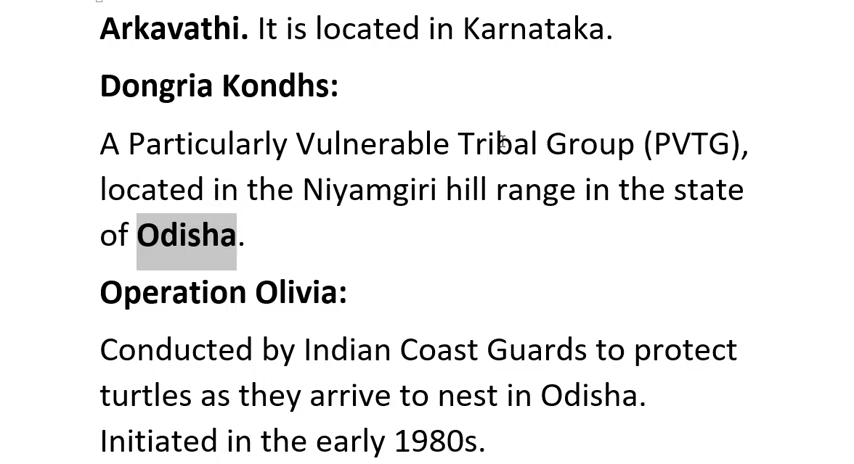 Arkavathi. It is located in Karnataka.
Dongria Kondhs:
A Particularly Vulnerable Tribal Group (PVTG),
located in the Niyamgiri hill range in the state
of Odisha.
Operation Olivia:
Conducted by Indian Coast Guards to protect
turtles as they arrive to nest in Odisha.
Initiated in the early 1980s.